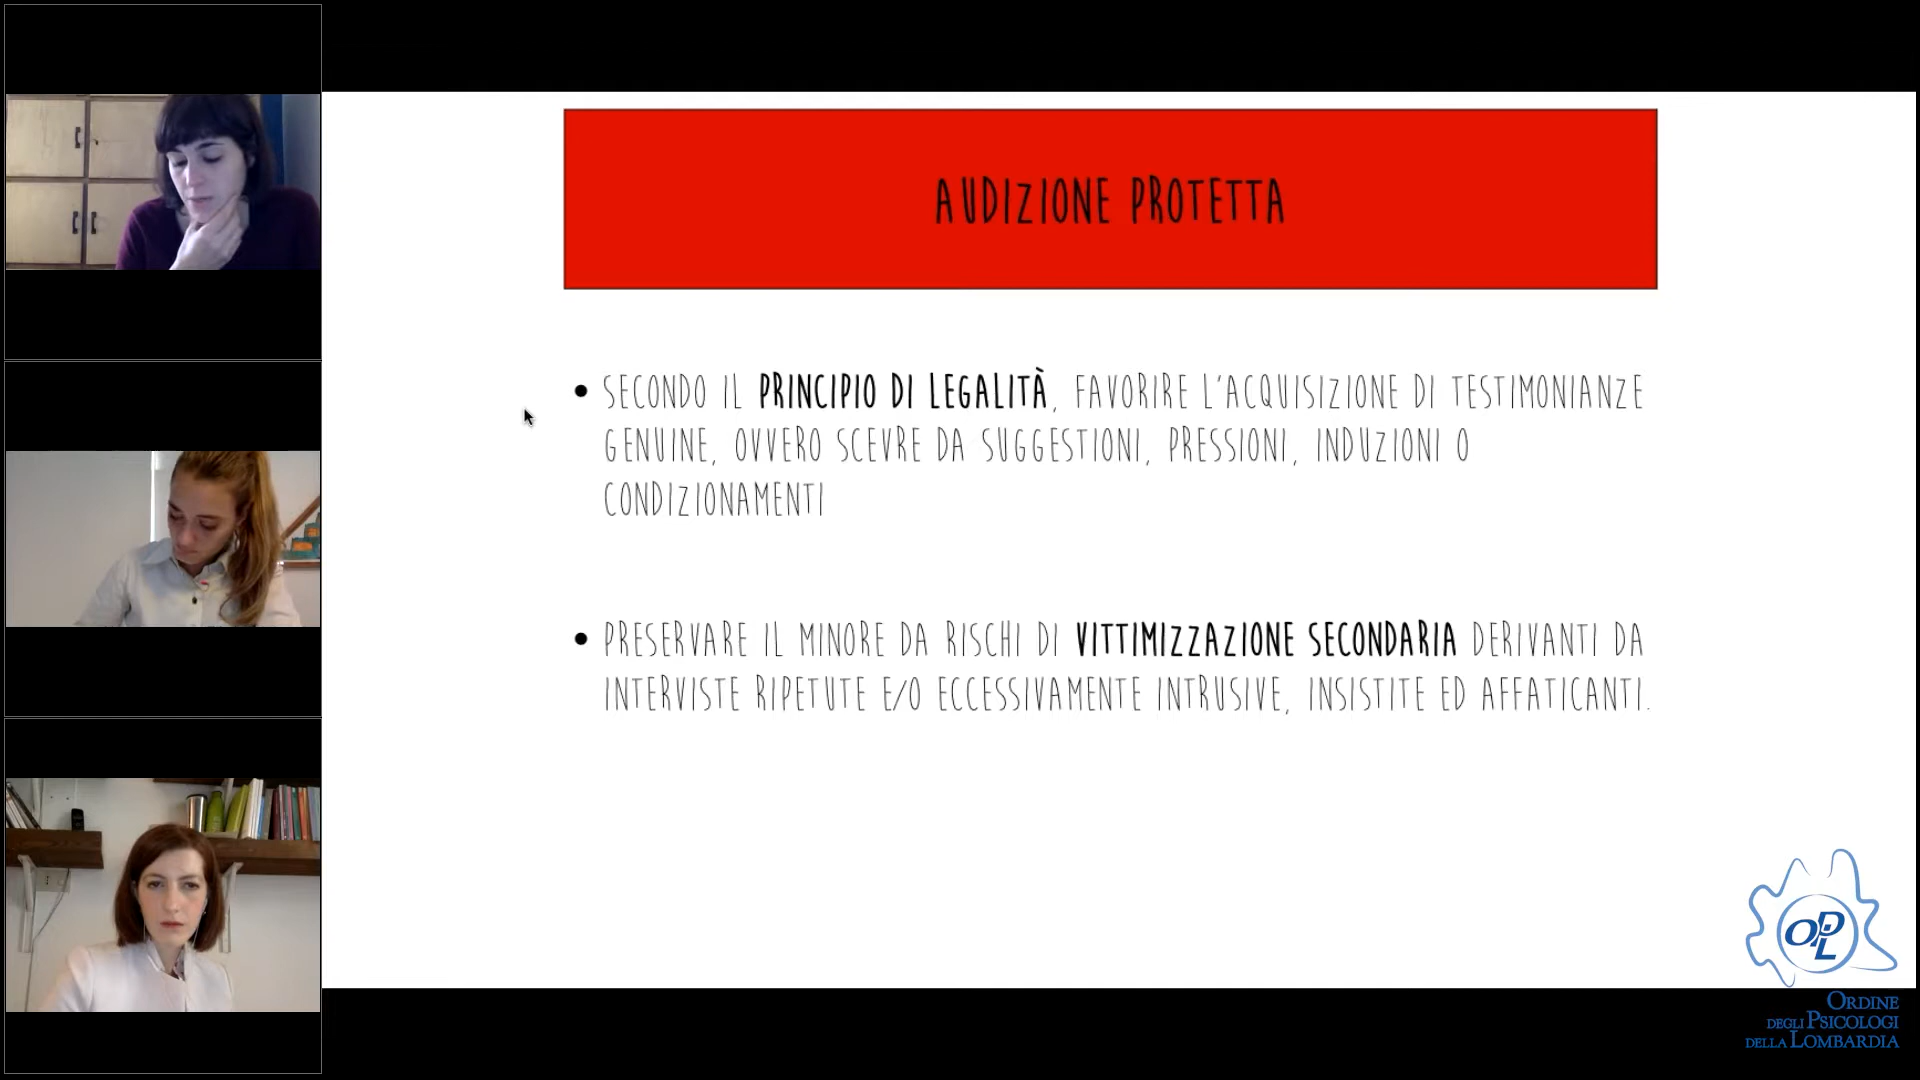 AUDIZIONE PROTETTA
• SECONDO IL PRINCIPIO DI LEGALITÀ, FAVORIRE L'ACQUISIZIONE DI TESTIMONIANZE
GENUINE, OVVERO SCEVRE DA SUGGESTIONI, PRESSIONI, INDUZIONI O
CONDIZIONAMENTI
• PRESERVARE IL MINORE DA RISCHI DI VITTIMIZZAZIONE SECONDARIA DERIVANTI DA
INTERVISTE RIPETUTE E/O ECCESSIVAMENTE INTRUSIVE, INSISTITE ED AFFATICANTI.
OPL
ORDINE
DEGLI PSICOLOGI
DELLA LOMBARDIA